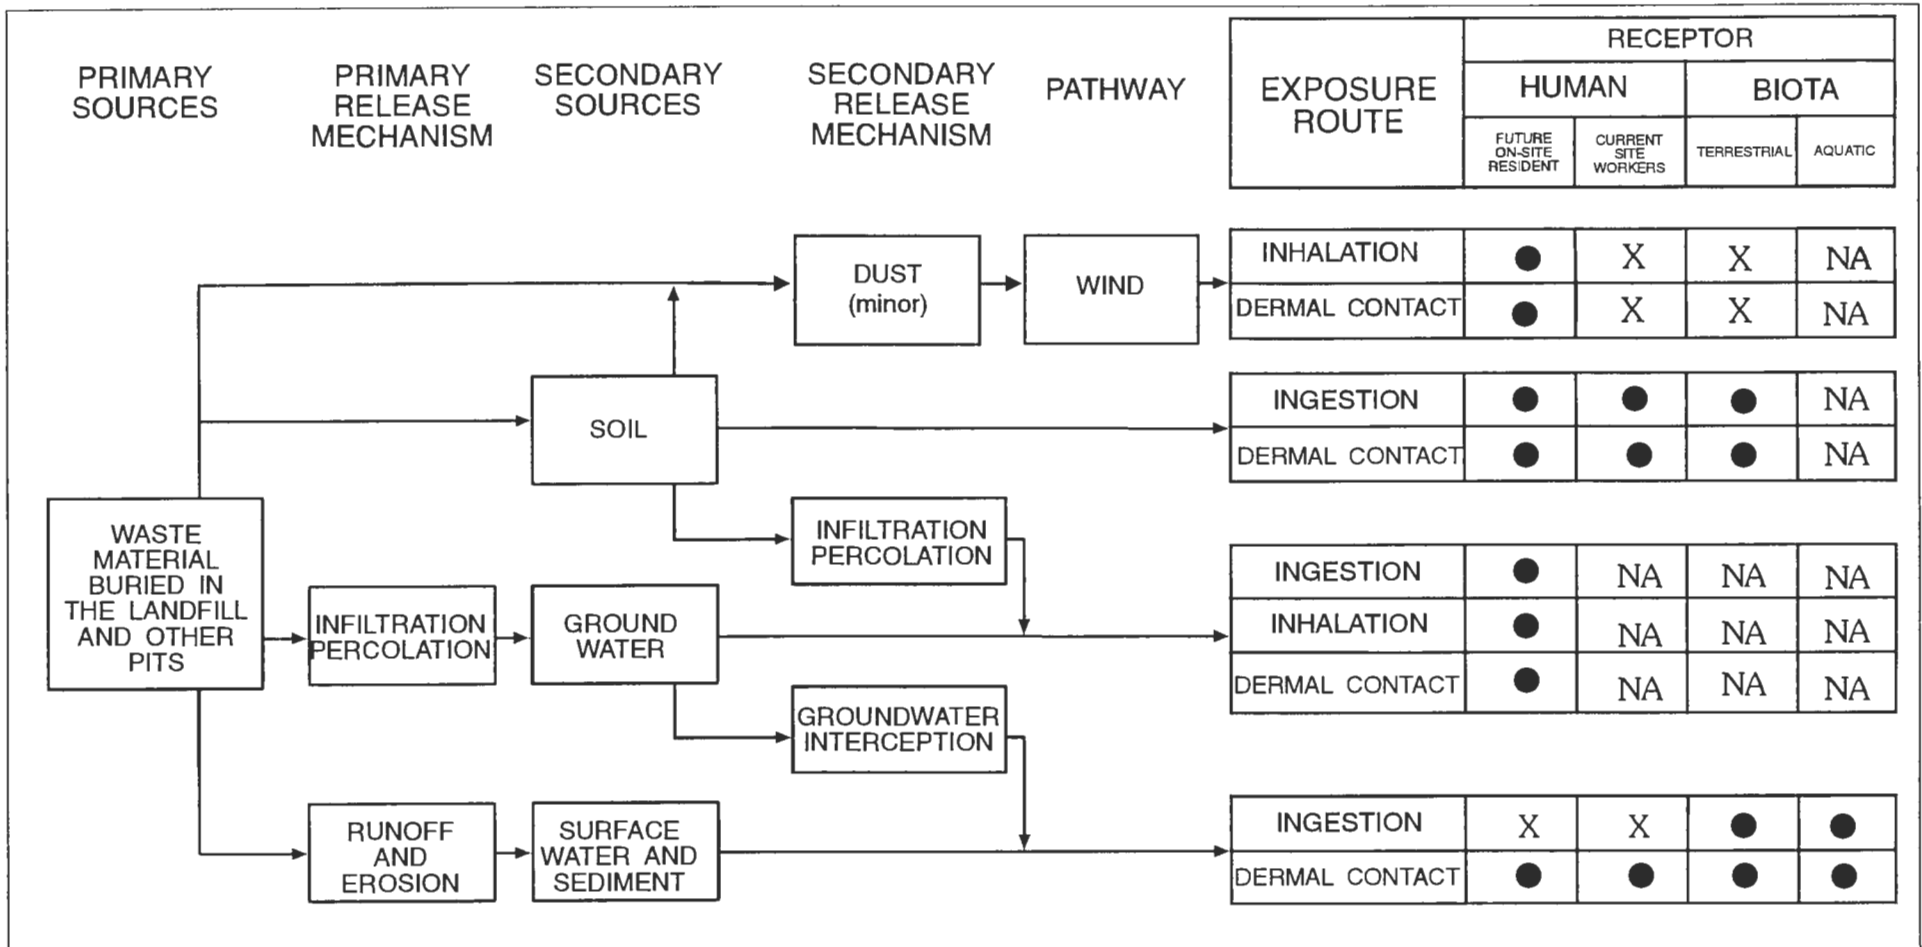 PRIMARY
SOURCES
PRIMARY
RELEASE
MECHANISM
SECONDARY
SOURCES
SECONDARY
RELEASE
MECHANISM
PATHWAY
EXPOSURE
ROUTE
RECEPTOR
HUMAN
BIOTA
FUTURE
ON-SITE
RESIDENT
CURRENT
SITE
WORKERS
TERRESTRIAL
AQUATIC
DUST
(minor)
WIND
INHALATION ● X X NA
DERMAL CONTACT ● X X NA
SOIL
INGESTION ● ● ● NA
DERMAL CONTACT ● ● ● NA
WASTE
MATERIAL
BURIED IN
THE LANDFILL
AND OTHER
PITS
INFILTRATION
PERCOLATION
INFILTRATION
PERCOLATION
GROUND
WATER
INGESTION ● NA NA NA
INHALATION ● NA NA NA
DERMAL CONTACT ● NA NA NA
GROUNDWATER
INTERCEPTION
RUNOFF
AND
EROSION
SURFACE
WATER AND
SEDIMENT
INGESTION X X ● ●
DERMAL CONTACT ● ● ● ●